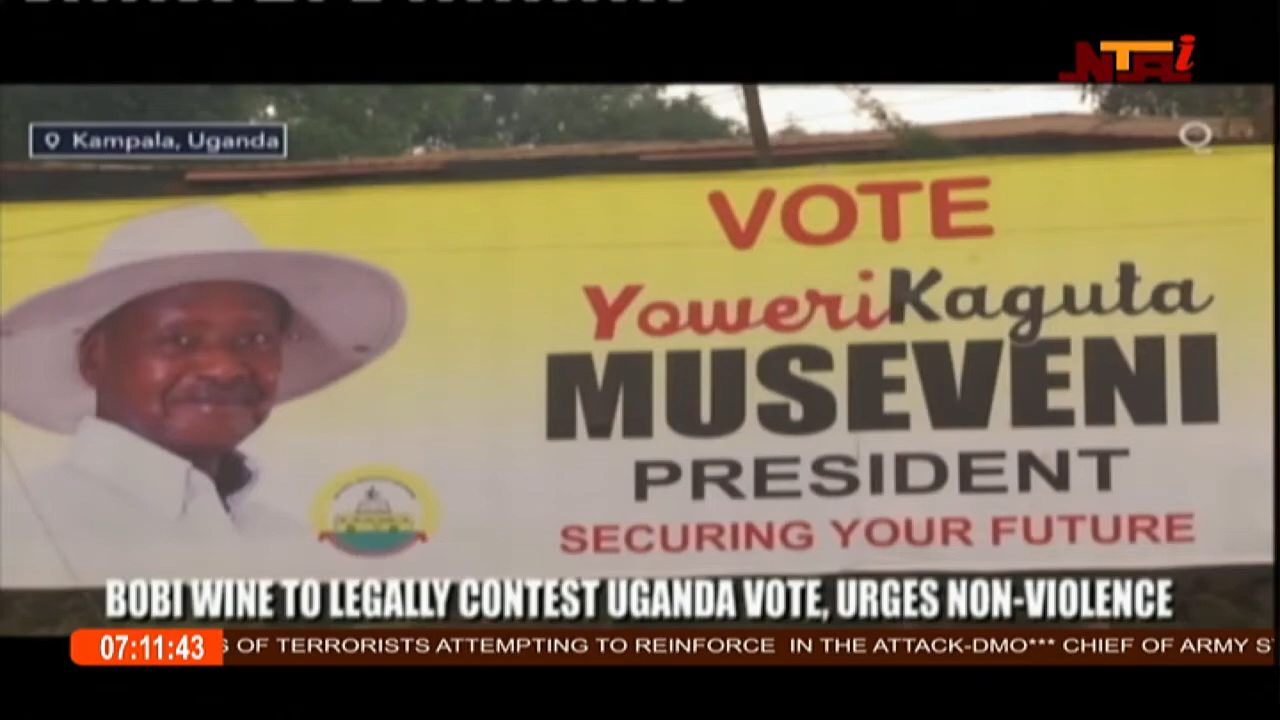 NTAi
Kampala, Uganda
VOTE
Yoweri Kaguta
MUSEVENI
PRESIDENT
SECURING YOUR FUTURE
BOBI WINE TO LEGALLY CONTEST UGANDA VOTE, URGES NON-VIOLENCE
07:11:43
S OF TERRORISTS ATTEMPTING TO REINFORCE IN THE ATTACK-DMO*** CHIEF OF ARMY S